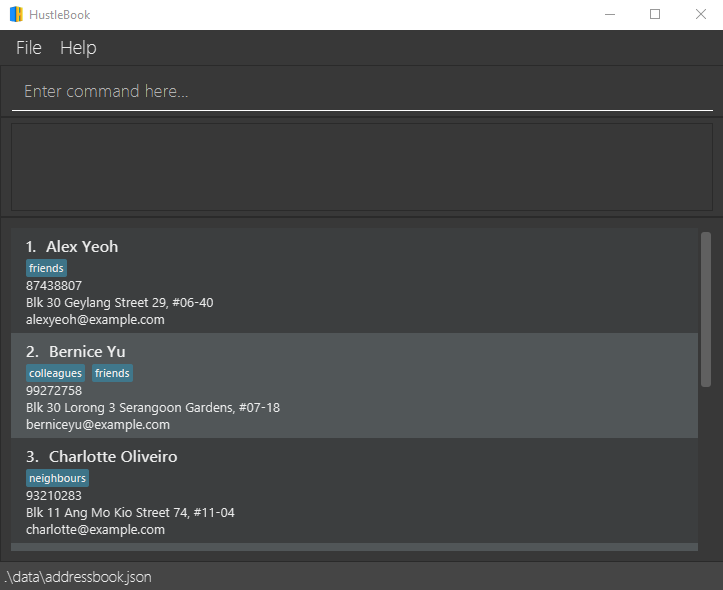 HustleBook
File Help
Enter command here...
1. Alex Yeoh
friends
87438807
Blk 30 Geylang Street 29, #06-40
alexyeoh@example.com
2. Bernice Yu
colleagues friends
99272758
Blk 30 Lorong 3 Serangoon Gardens, #07-18
berniceyu@example.com
3. Charlotte Oliveiro
neighbours
93210283
Blk 11 Ang Mo Kio Street 74, #11-04
charlotte@example.com
.\data\addressbook.json